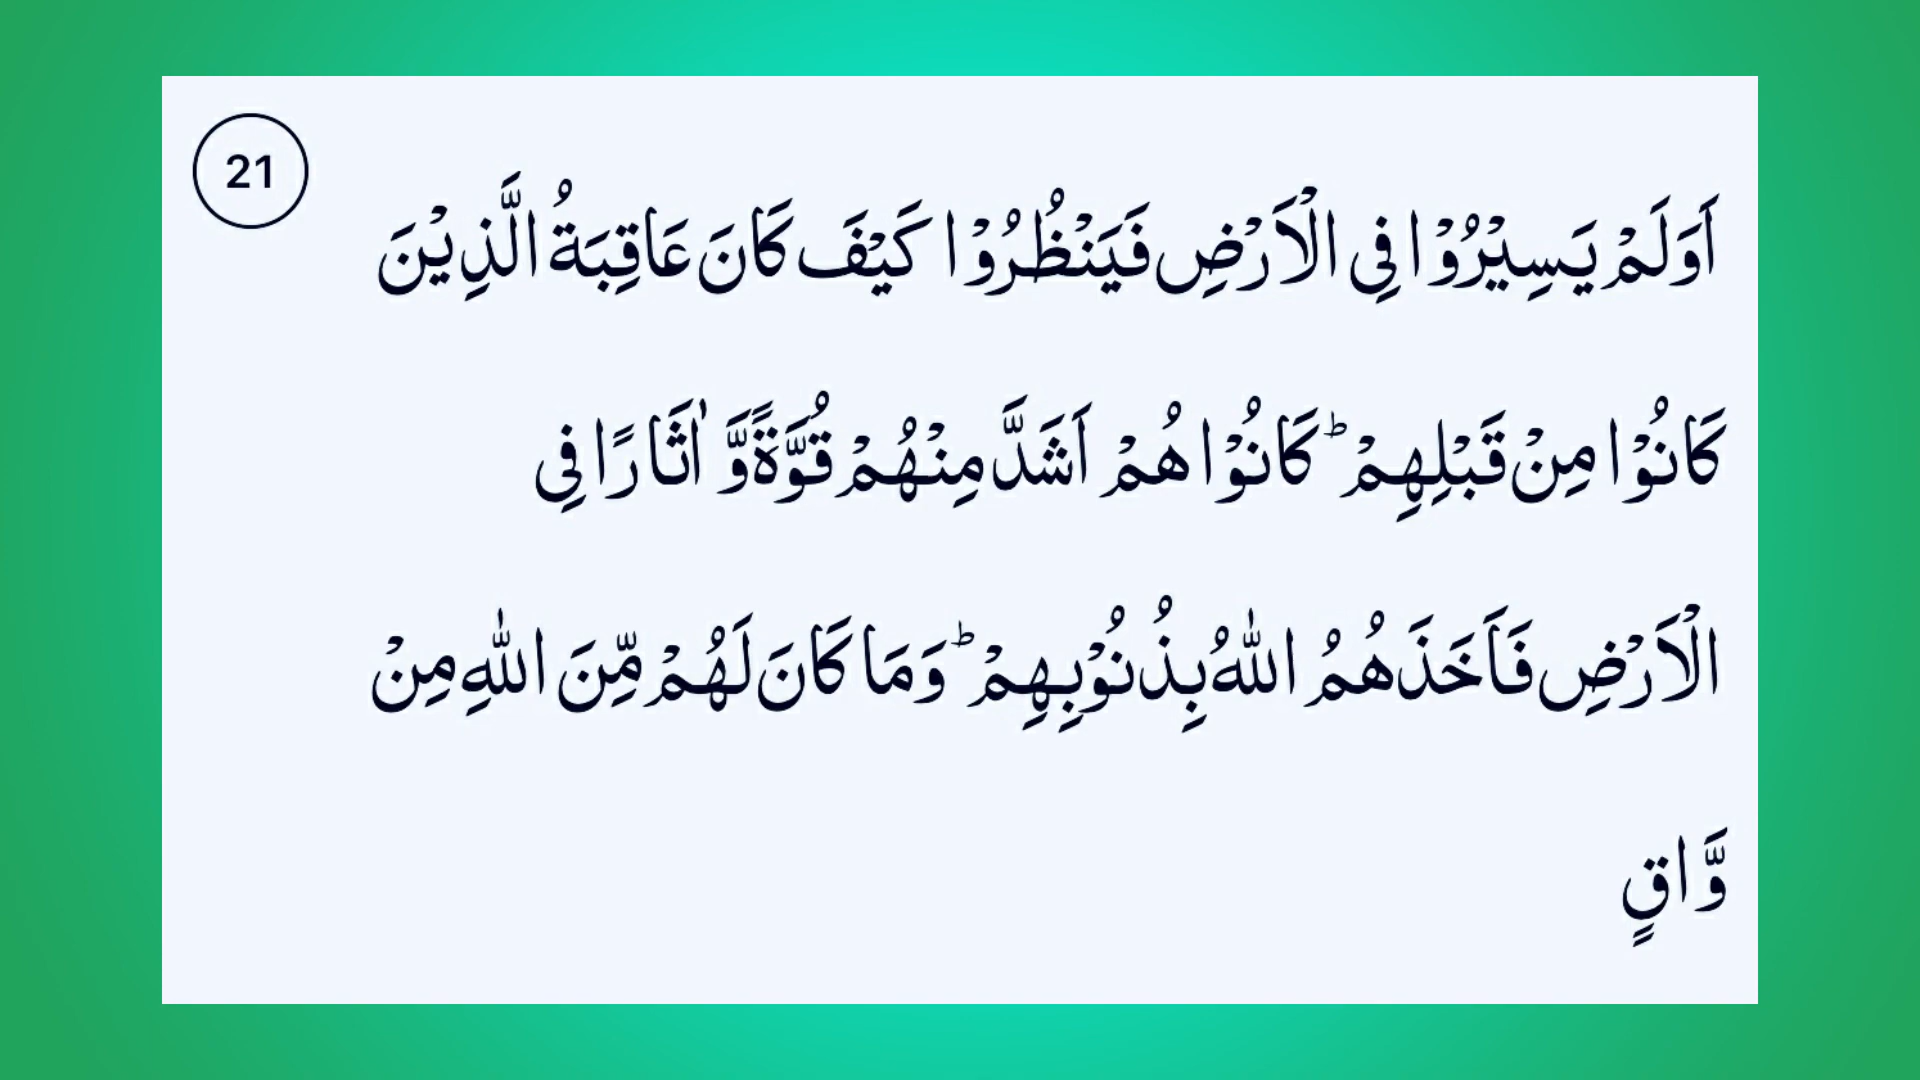 21
اَوَلَمْ يَسِيْرُوْا فِى الْاَرْضِ فَيَنْظُرُوْا كَيْفَ كَانَ عَاقِبَةُ الَّذِيْنَ
كَانُوْا مِنْ قَبْلِهِمْ ؕ كَانُوْا هُمْ اَشَدَّ مِنْهُمْ قُوَّةً وَّ اٰثَارًا فِى
الْاَرْضِ فَاَخَذَهُمُ اللّٰهُ بِذُنُوْبِهِمْ ؕ وَمَا كَانَ لَهُمْ مِّنَ اللّٰهِ مِنْ
وَّاقٍ